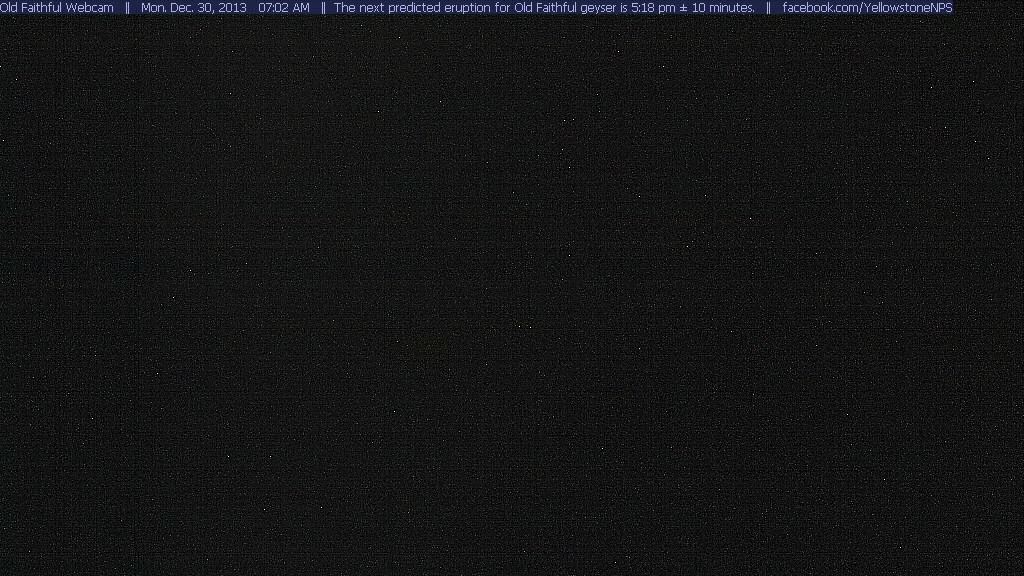 Old Faithful Webcam || Mon. Dec. 30, 2013 07:02 AM || The next predicted eruption for Old Faithful geyser is 5:18 pm ± 10 minutes. || facebook.com/YellowstoneNPS